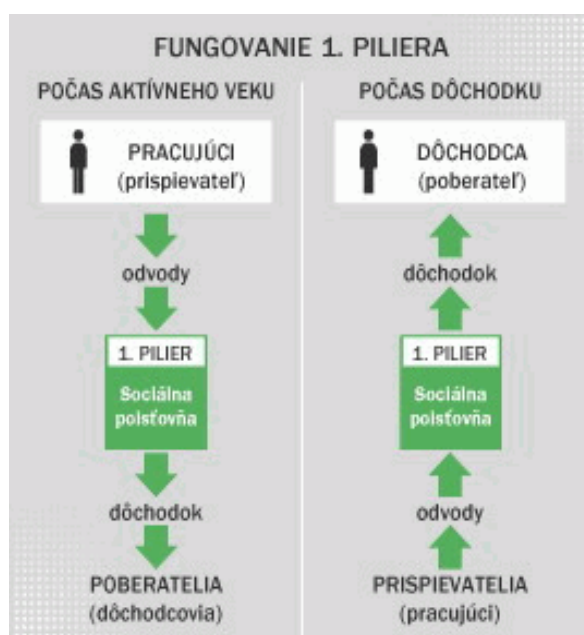 FUNGOVANIE 1. PILIERA
POČAS AKTÍVNEHO VEKU
PRACUJÚCI
(prispievateľ)
odvody
1. PILIER
Sociálna
poisťovňa
dôchodok
POBERATELIA
(dôchodcovia)
POČAS DÔCHODKU
DÔCHODCA
(poberateľ)
dôchodok
1. PILIER
Sociálna
poisťovňa
odvody
PRISPIEVATELIA
(pracujúci)